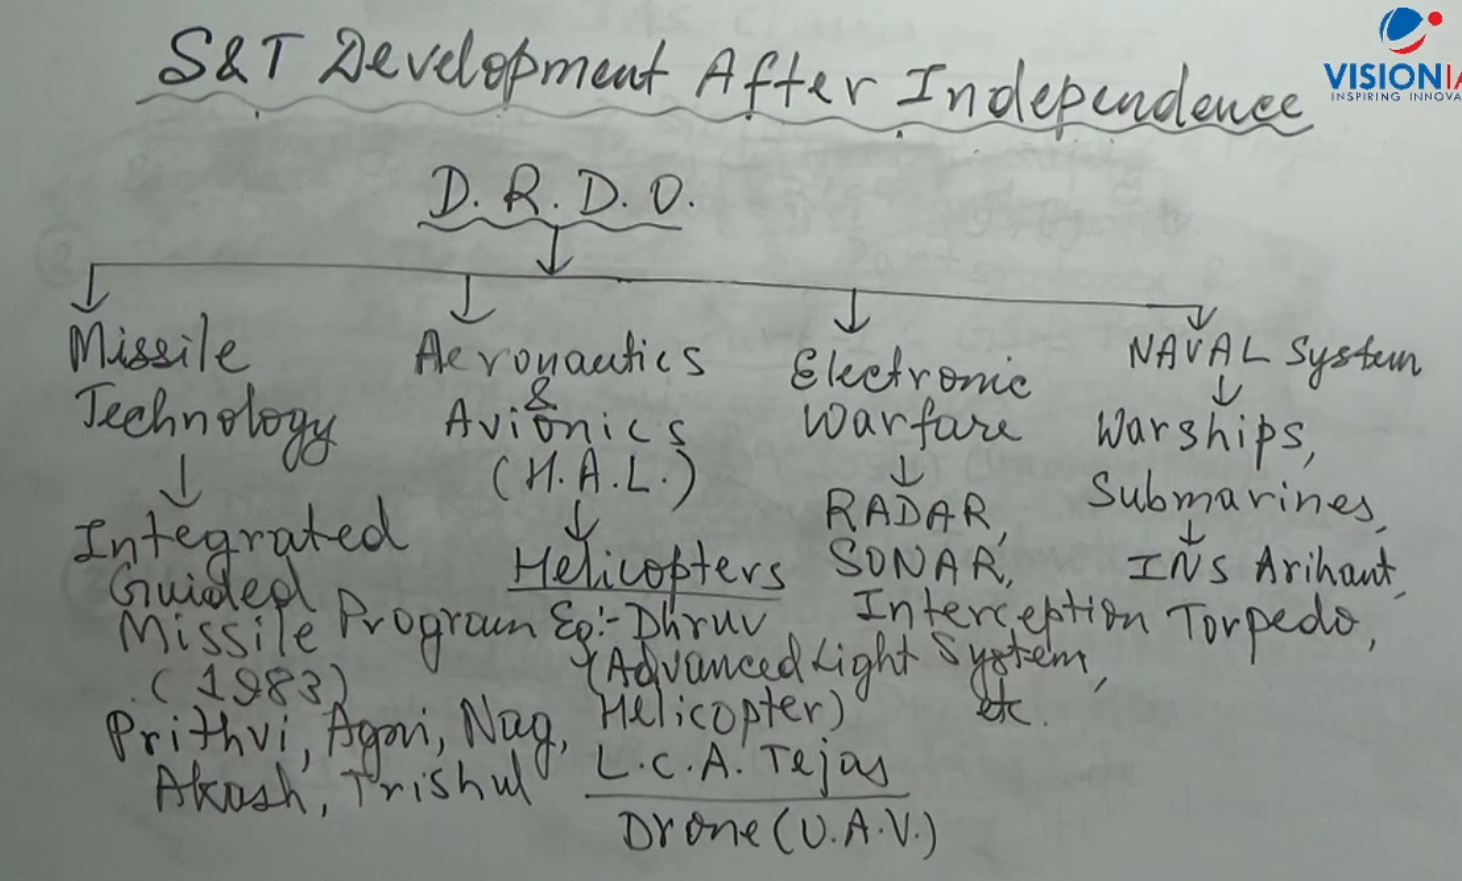 S&T Development After Independence
VISIONIA
INSPIRING INNOVA
D.R.D.O.
Missile
Technology
Integrated
Guided
Missile Program
(1983)
Prithvi, Agni, Nag,
Akash, Trishul
Aeronautics
&
Avionics
(H.A.L.)
Helicopters
Eg:- Dhruv
(Advanced Light
Helicopter)
L.C.A. Tejas
Drone (U.A.V.)
Electronic
Warfare
RADAR,
SONAR,
Interception
System,
etc.
NAVAL System
Warships,
Submarines,
INS Arihant,
Torpedo,